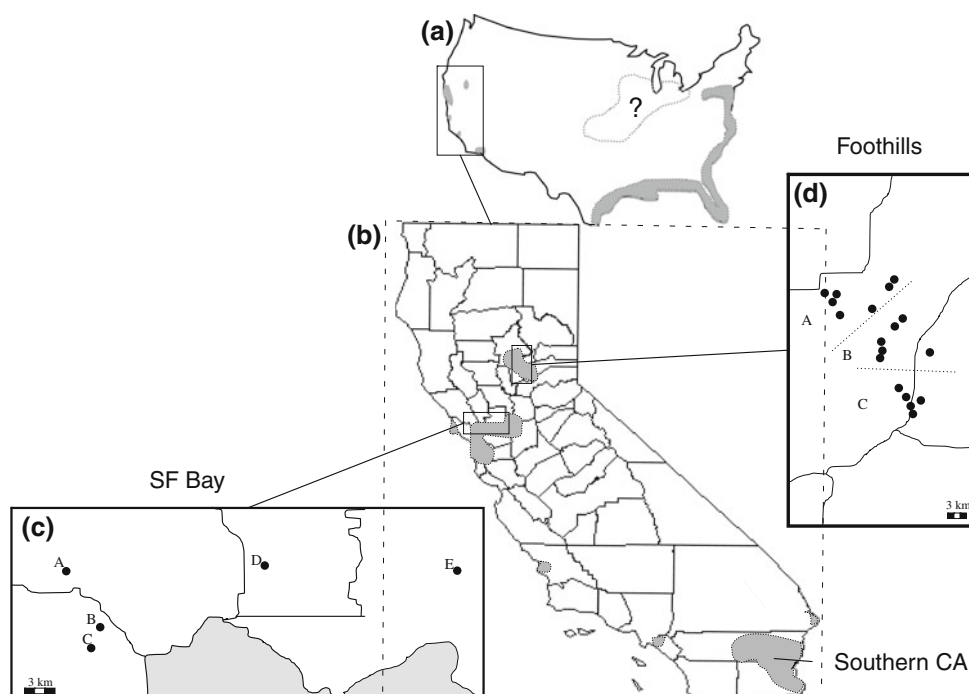 (a)
?
Foothills
(d)
(b)
A
B
C
3 km
SF Bay
(c)
A
D
E
B
C
3 km
Southern CA